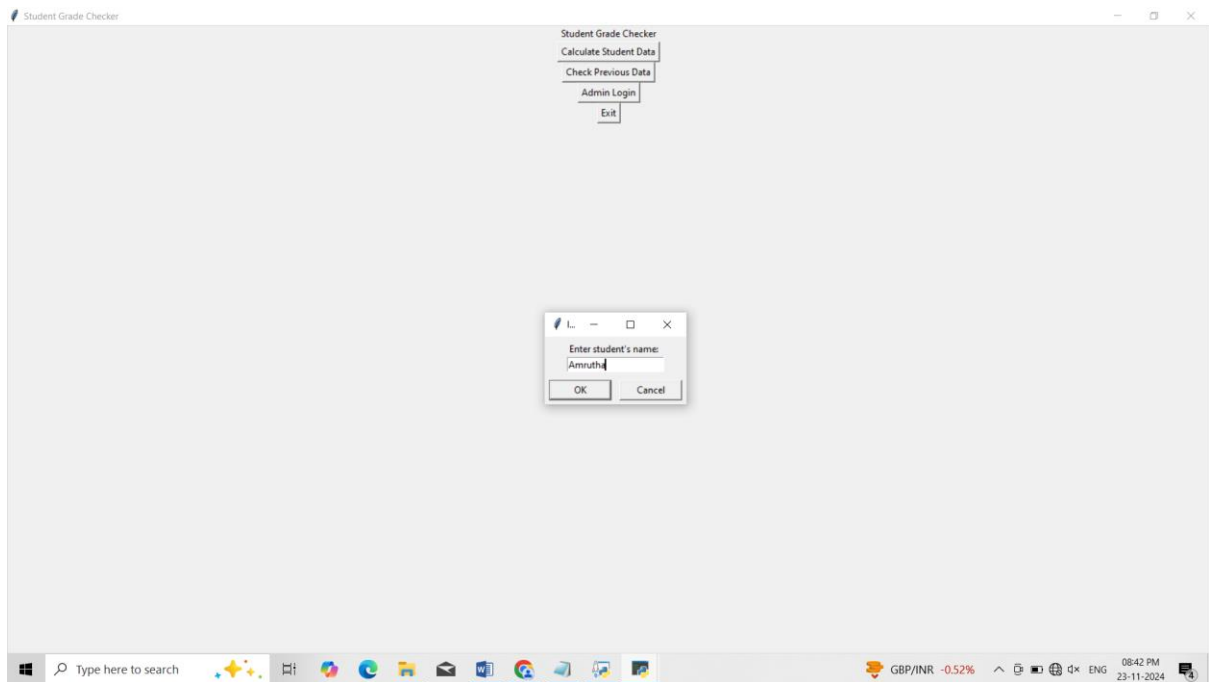 Student Grade Checker
Student Grade Checker
Calculate Student Data
Check Previous Data
Admin Login
Exit
I...
Enter student's name:
Amrutha
OK Cancel
Type here to search
GBP/INR -0.52%
ENG
08:42 PM
23-11-2024
4